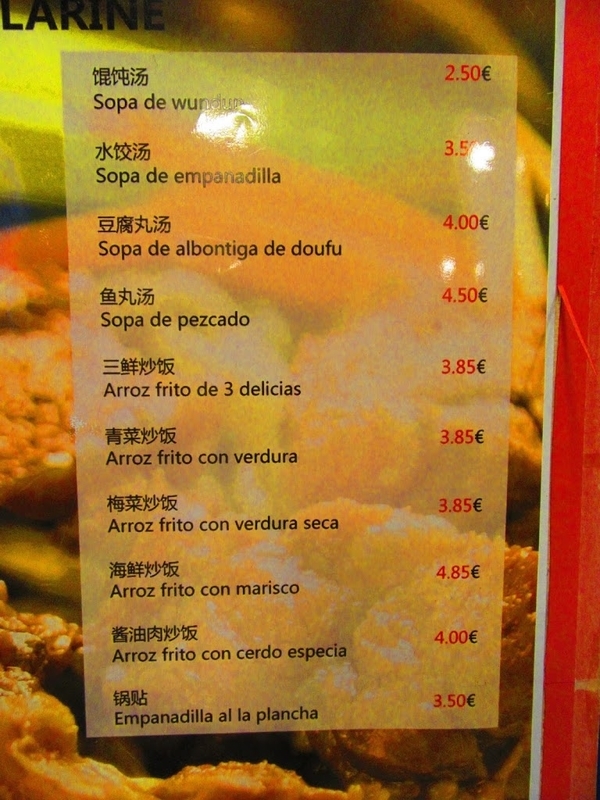 LARINE
馄饨汤 2.50€
Sopa de wundun
水饺汤
Sopa de empanadilla
豆腐丸汤 4.00€
Sopa de albontiga de doufu
鱼丸汤 4.50€
Sopa de pezcado
三鲜炒饭 3.85€
Arroz frito de 3 delicias
青菜炒饭 3.85€
Arroz frito con verdura
梅菜炒饭 3.85€
Arroz frito con verdura seca
海鲜炒饭 4.85€
Arroz frito con marisco
酱油肉炒饭 4.00€
Arroz frito con cerdo especia
锅贴 3.50€
Empanadilla al la plancha